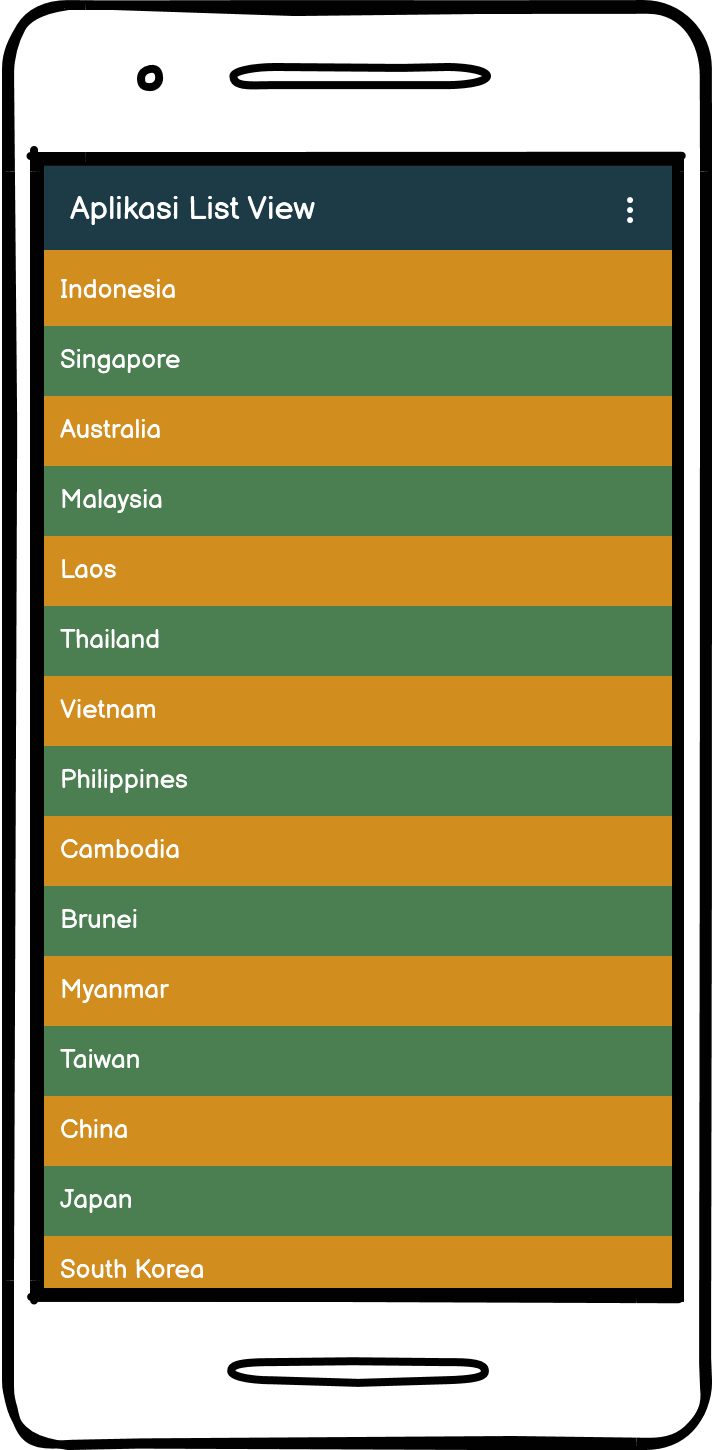 Aplikasi List View
Indonesia
Singapore
Australia
Malaysia
Laos
Thailand
Vietnam
Philippines
Cambodia
Brunei
Myanmar
Taiwan
China
Japan
South Korea